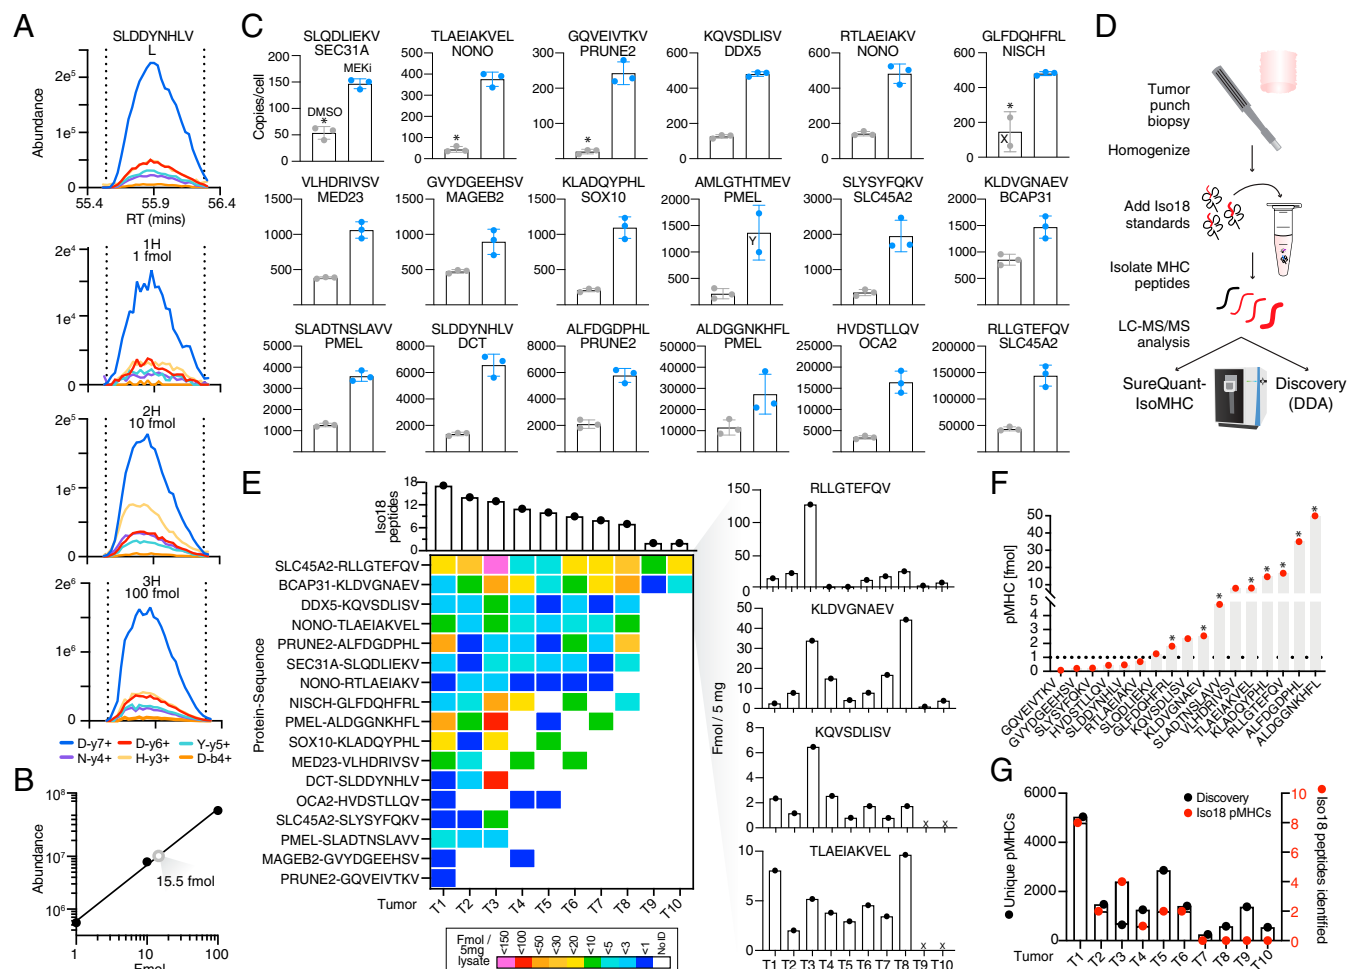 A
SLDDYNHLV
L
2e⁵
1e⁵
0
Abundance
55.4 55.9 56.4
RT (mins)
1H
1 fmol
2e⁴
1e⁴
0
2H
10 fmol
2e⁵
1e⁵
0
3H
100 fmol
2e⁶
1e⁶
0
D-y7+ D-y6+ Y-y5+
N-y4+ H-y3+ D-b4+
B
Abundance
10⁸
10⁷
10⁶
15.5 fmol
1 10 100
Fmol
C
Copies/cell
SLQDLIEKV
SEC31A
200
150
100
50
0
DMSO
*
MEKi
TLAEIAKVEL
NONO
500
400
300
200
100
0
*
GQVEIVTKV
PRUNE2
300
200
100
*
KQVSDLISV
DDX5
600
400
200
0
RTLAEIAKV
NONO
600
400
200
0
GLFDQHFRL
NISCH
600
400
200
0
*
X
VLHDRIVSV
MED23
1500
1000
500
GVYDGEEHSV
MAGEB2
1500
1000
500
KLADQYPHL
SOX10
1500
1000
500
AMLGTHTMEV
PMEL
2000
1500
1000
500
0
Y
SLYSYFQKV
SLC45A2
3000
2000
1000
0
KLDVGNAEV
BCAP31
2000
1500
1000
500
0
SLADTNSLAVV
PMEL
5000
4000
3000
2000
1000
0
SLDDYNHLV
DCT
8000
6000
4000
2000
0
ALFDGDPHL
PRUNE2
8000
6000
4000
2000
0
ALDGGNKHFL
PMEL
50000
40000
30000
20000
10000
0
HVDSTLLQV
OCA2
25000
20000
15000
10000
5000
0
RLLGTEFQV
SLC45A2
200000
150000
100000
50000
0
D
Tumor
punch
biopsy
Homogenize
Add Iso18
standards
Isolate MHC
peptides
LC-MS/MS
analysis
SureQuant-
IsoMHC
Discovery
(DDA)
E
Iso18
peptides
18
12
6
0
Protein-Sequence
SLC45A2-RLLGTEFQV
BCAP31-KLDVGNAEV
DDX5-KQVSDLISV
NONO-TLAEIAKVEL
PRUNE2-ALFDGDPHL
SEC31A-SLQDLIEKV
NONO-RTLAEIAKV
NISCH-GLFDQHFRL
PMEL-ALDGGNKHFL
SOX10-KLADQYPHL
MED23-VLHDRIVSV
DCT-SLDDYNHLV
OCA2-HVDSTLLQV
SLC45A2-SLYSYFQKV
PMEL-SLADTNSLAVV
MAGEB2-GVYDGEEHSV
PRUNE2-GQVEIVTKV
Tumor T1 T2 T3 T4 T5 T6 T7 T8 T9 T10
Fmol /
5mg
lysate
<150 <100 <50 <30 <20 <10 <5 <3 <1 No ID
Fmol / 5 mg
RLLGTEFQV
150
100
50
0
KLDVGNAEV
50
40
30
20
10
0
KQVSDLISV
8
6
4
2
0
x x
TLAEIAKVEL
10
5
0
x x
T1 T2 T3 T4 T5 T6 T7 T8 T9 T10
F
pMHC [fmol]
50
40
30
20
10
5
4
3
2
1
0
* * * * * * * *
GQVEIVTKV
GVYDGEEHSV
SLYSYFQKV
HVDSTLLQV
SLDDYNHLV
RTLAEIAKV
SLQDLIEKV
GLFDQHFRL
KQVSDLISV
KLDVGNAEV
SLADTNSLAVV
VLHDRIVSV
TLAEIAKVEL
KLADQYPHL
RLLGTEFQV
ALFDGDPHL
ALDGGNKHFL
G
Unique pMHCs
6000
4000
2000
0
Discovery
Iso18 pMHCs
10
8
6
4
2
0
Iso18 peptides identified
Tumor T1 T2 T3 T4 T5 T6 T7 T8 T9 T10